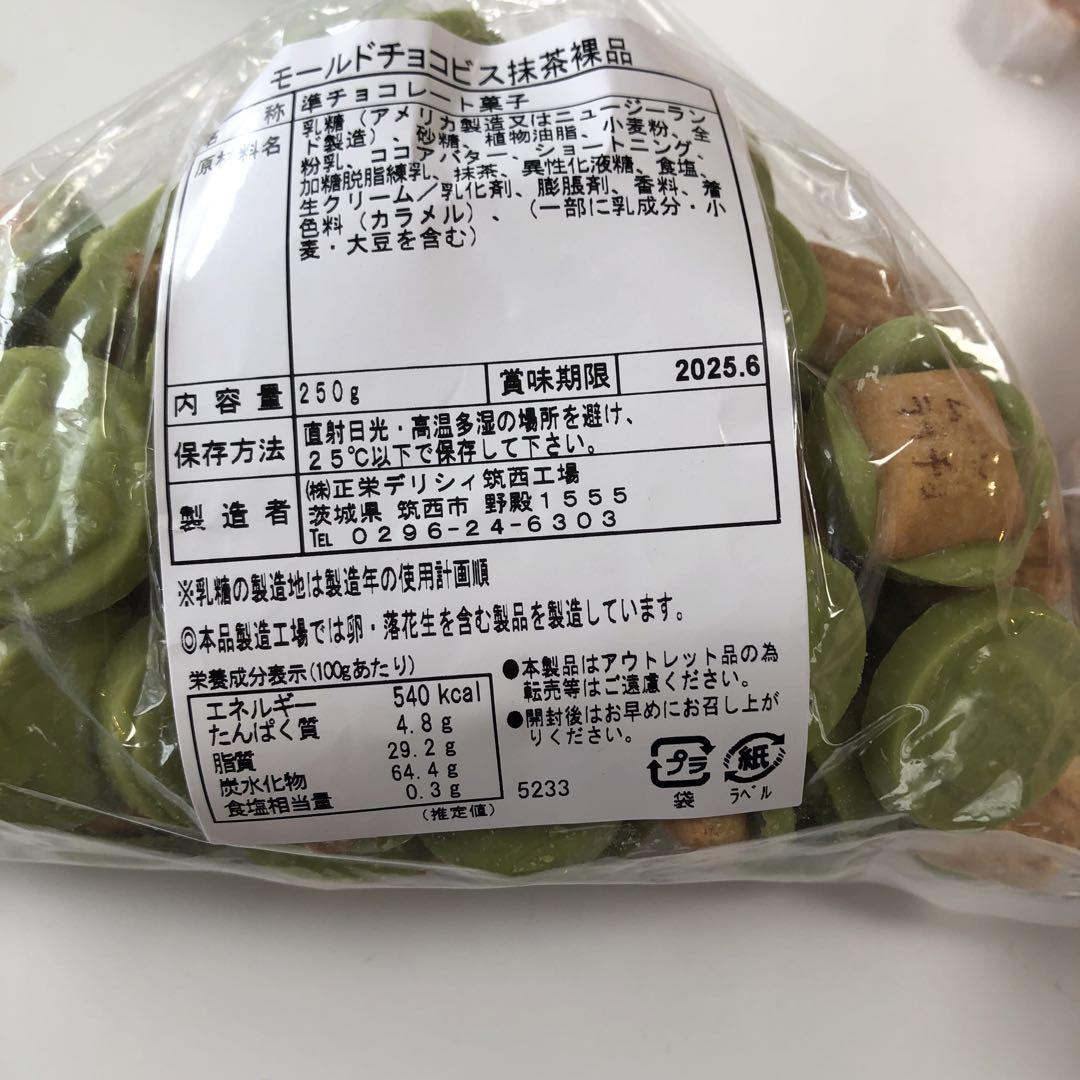 モールドチョコビス抹茶裸品
名 称 準チョコレート菓子
原材料名 乳糖（アメリカ製造又はニュージーラン
ド製造）、砂糖、植物油脂、小麦粉、全
粉乳、ココアバター、ショートニング、
加糖脱脂練乳、抹茶、異性化液糖、食塩、
生クリーム／乳化剤、膨脹剤、香料、着
色料（カラメル）、（一部に乳成分・小
麦・大豆を含む）
内容量 250g 賞味期限 2025.6
保存方法 直射日光・高温多湿の場所を避け、
25℃以下で保存して下さい。
製造者 ㈱正栄デリシィ筑西工場
茨城県 筑西市 野殿1555
TEL 0296-24-6303
※乳糖の製造地は製造年の使用計画順
◎本品製造工場では卵・落花生を含む製品を製造しています。
栄養成分表示(100gあたり)
エネルギー 540 kcal
たんぱく質 4.8g
脂質 29.2g
炭水化物 64.4g
食塩相当量 0.3g
(推定値)
●本製品はアウトレット品の為
転売等はご遠慮ください。
●開封後はお早めにお召し上が
りください。
5233
プラ
袋
紙
ラベル